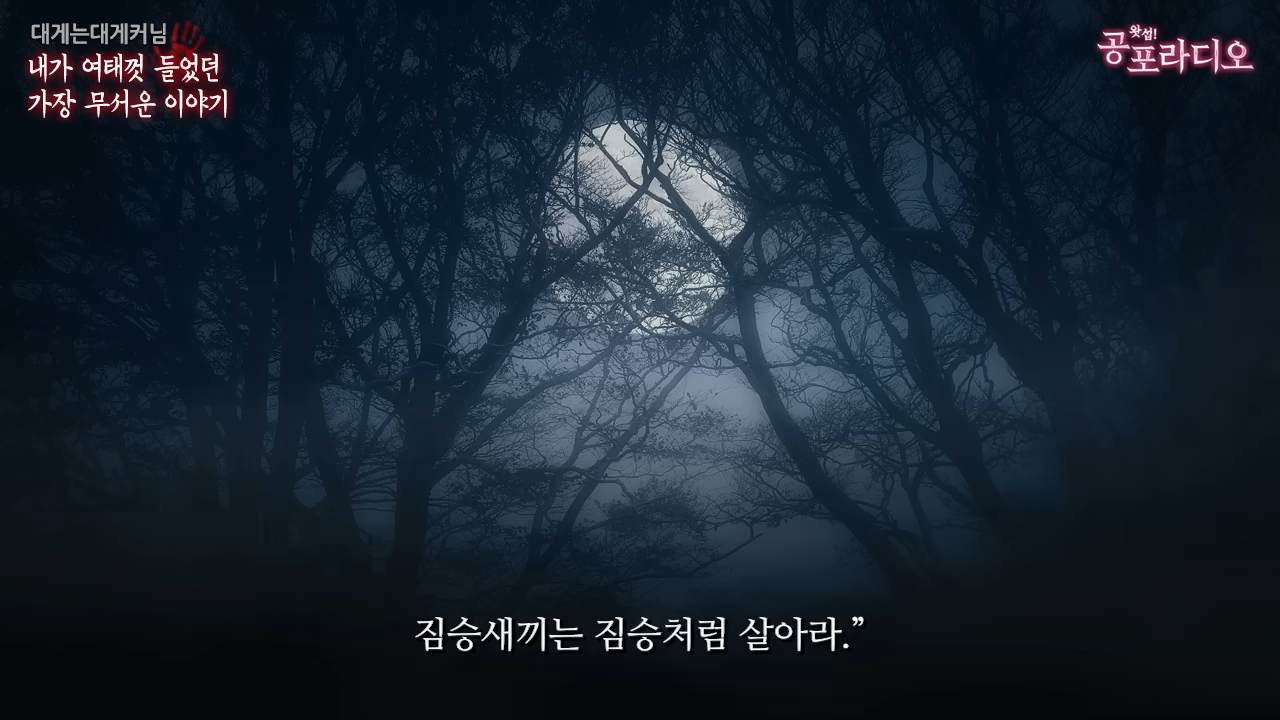 대게는대게커님
내가 여태껏 들었던
가장 무서운 이야기
왓섭!
공포라디오
짐승새끼는 짐승처럼 살아라.”